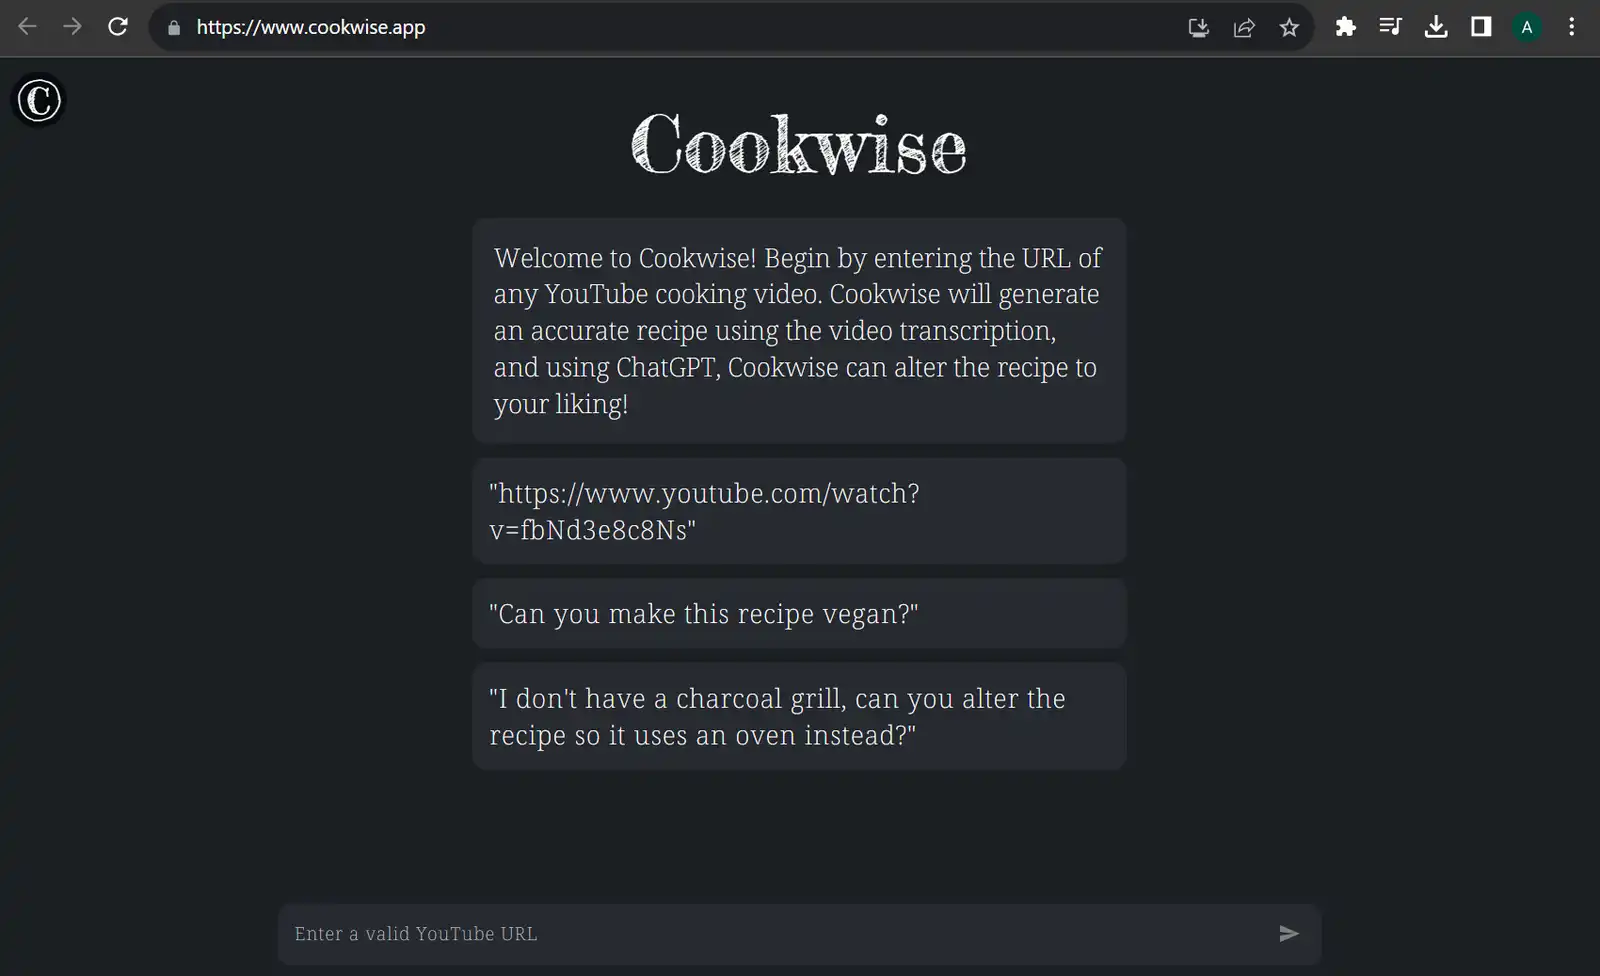 https://www.cookwise.app
A
C
Cookwise
Welcome to Cookwise! Begin by entering the URL of
any YouTube cooking video. Cookwise will generate
an accurate recipe using the video transcription,
and using ChatGPT, Cookwise can alter the recipe to
your liking!
"https://www.youtube.com/watch?
v=fbNd3e8c8Ns"
"Can you make this recipe vegan?"
"I don't have a charcoal grill, can you alter the
recipe so it uses an oven instead?"
Enter a valid YouTube URL